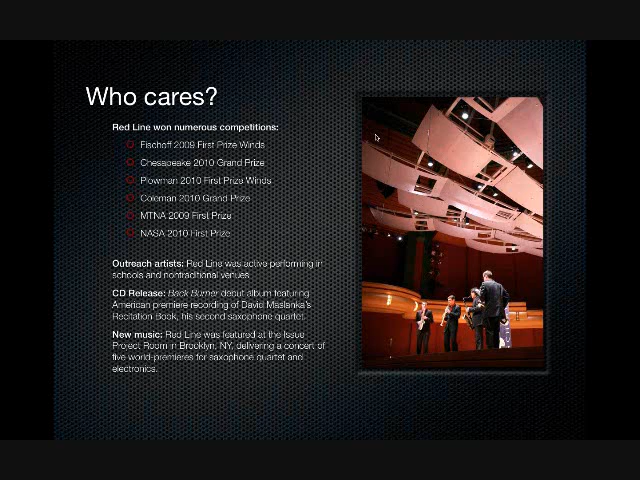 Who cares?
Red Line won numerous competitions:
Fischoff 2009 First Prize Winds
Chesapeake 2010 Grand Prize
Plowman 2010 First Prize Winds
Coleman 2010 Grand Prize
MTNA 2009 First Prize
NASA 2010 First Prize
Outreach artists: Red Line was active performing in
schools and nontraditional venues
CD Release: Back Burner debut album featuring
American premiere recording of David Maslanka's
Recitation Book, his second saxophone quartet.
New music: Red Line was featured at the Issue
Project Room in Brooklyn, NY, delivering a concert of
five world-premieres for saxophone quartet and
electronics.